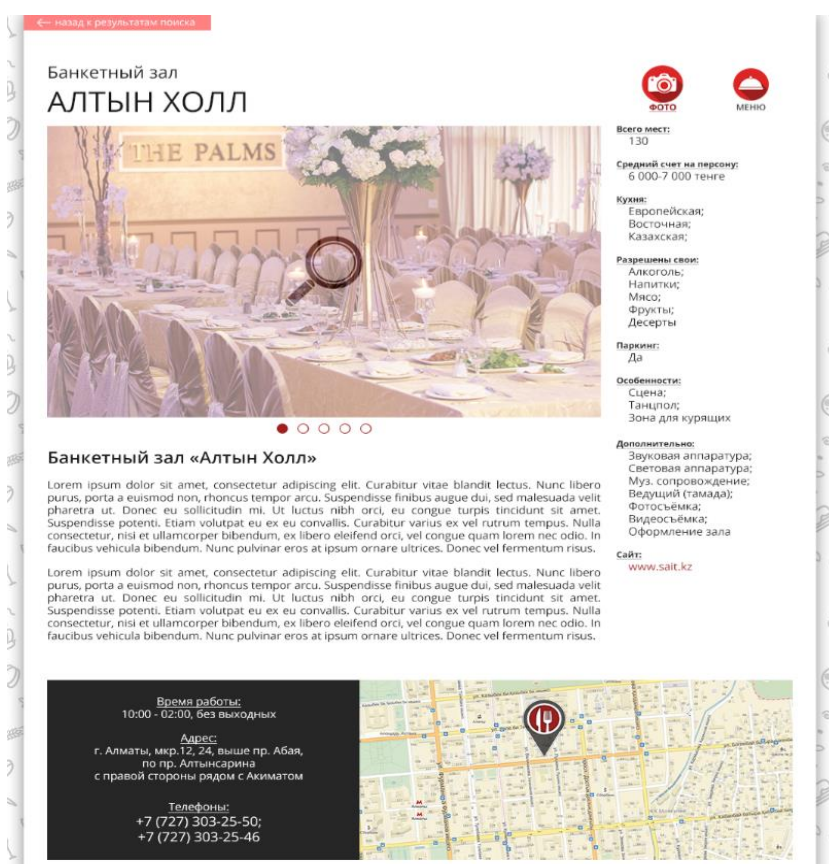 ← назад к результатам поиска
Банкетный зал
АЛТЫН ХОЛЛ
ФОТО
МЕНЮ
THE PALMS
Всего мест:
130
Средний счет на персону:
6 000-7 000 тенге
Кухня:
Европейская;
Восточная;
Казахская;
Разрешены свои:
Алкоголь;
Напитки;
Мясо;
Фрукты;
Десерты
Паркинг:
Да
Особенности:
Сцена;
Танцпол;
Зона для курящих
Дополнительно:
Звуковая аппаратура;
Световая аппаратура;
Муз. сопровождение;
Ведущий (тамада);
Фотосъёмка;
Видеосъёмка;
Оформление зала
Сайт:
www.sait.kz
Банкетный зал «Алтын Холл»
Lorem ipsum dolor sit amet, consectetur adipiscing elit. Curabitur vitae blandit lectus. Nunc libero
purus, porta a euismod non, rhoncus tempor arcu. Suspendisse finibus augue dui, sed malesuada velit
pharetra ut. Donec eu sollicitudin mi. Ut luctus nibh orci, eu congue turpis tincidunt sit amet.
Suspendisse potenti. Etiam volutpat eu ex eu convallis. Curabitur varius ex vel rutrum tempus. Nulla
consectetur, nisi et ullamcorper bibendum, ex libero eleifend orci, vel congue quam lorem nec odio. In
faucibus vehicula bibendum. Nunc pulvinar eros at ipsum ornare ultrices. Donec vel fermentum risus.
Lorem ipsum dolor sit amet, consectetur adipiscing elit. Curabitur vitae blandit lectus. Nunc libero
purus, porta a euismod non, rhoncus tempor arcu. Suspendisse finibus augue dui, sed malesuada velit
pharetra ut. Donec eu sollicitudin mi. Ut luctus nibh orci, eu congue turpis tincidunt sit amet.
Suspendisse potenti. Etiam volutpat eu ex eu convallis. Curabitur varius ex vel rutrum tempus. Nulla
consectetur, nisi et ullamcorper bibendum, ex libero eleifend orci, vel congue quam lorem nec odio. In
faucibus vehicula bibendum. Nunc pulvinar eros at ipsum ornare ultrices. Donec vel fermentum risus.
Время работы:
10:00 - 02:00, без выходных
Адрес:
г. Алматы, мкр.12, 24, выше пр. Абая,
по пр. Алтынсарина
с правой стороны рядом с Акиматом
Телефоны:
+7 (727) 303-25-50;
+7 (727) 303-25-46